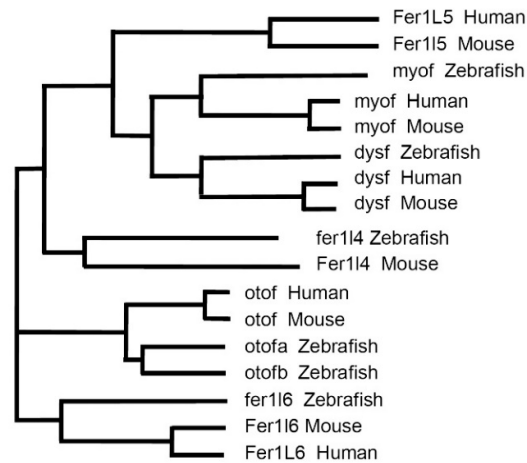 Fer1L5 Human
Fer1l5 Mouse
myof Zebrafish
myof Human
myof Mouse
dysf Zebrafish
dysf Human
dysf Mouse
fer1l4 Zebrafish
Fer1l4 Mouse
otof Human
otof Mouse
otofa Zebrafish
otofb Zebrafish
fer1l6 Zebrafish
Fer1l6 Mouse
Fer1L6 Human